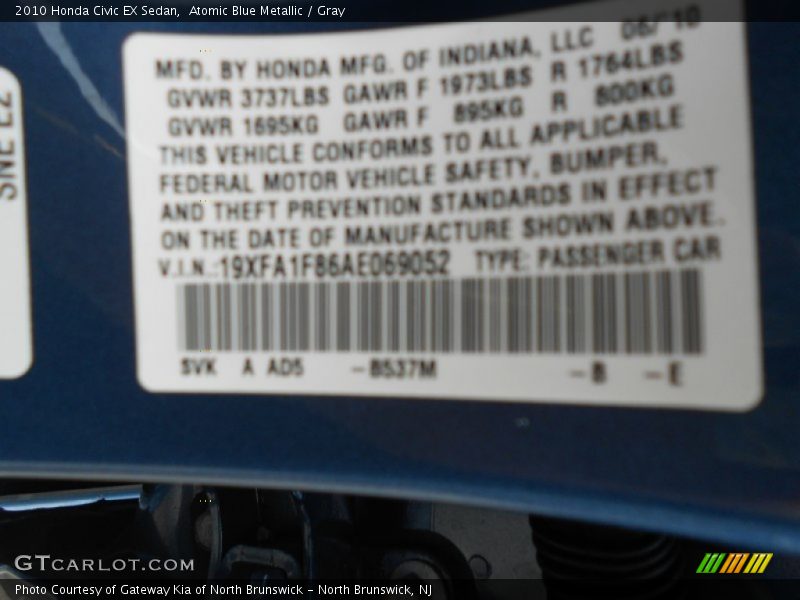 2010 Honda Civic EX Sedan,  Atomic Blue Metallic / Gray
MFD. BY HONDA MFG. OF INDIANA, LLC
GVWR 3737LBS GAWR F 1973LBS R 1764LBS
GVWR 1695KG GAWR F 895KG R 800KG
THIS VEHICLE CONFORMS TO ALL APPLICABLE
FEDERAL MOTOR VEHICLE SAFETY, BUMPER,
AND THEFT PREVENTION STANDARDS IN EFFECT
ON THE DATE OF MANUFACTURE SHOWN ABOVE.
V.I.N.:19XFA1F86AE069052 TYPE: PASSENGER CAR
SVK A AD5 -B537M -B -E
GTCARLOT.COM
Photo Courtesy of Gateway Kia of North Brunswick - North Brunswick, NJ